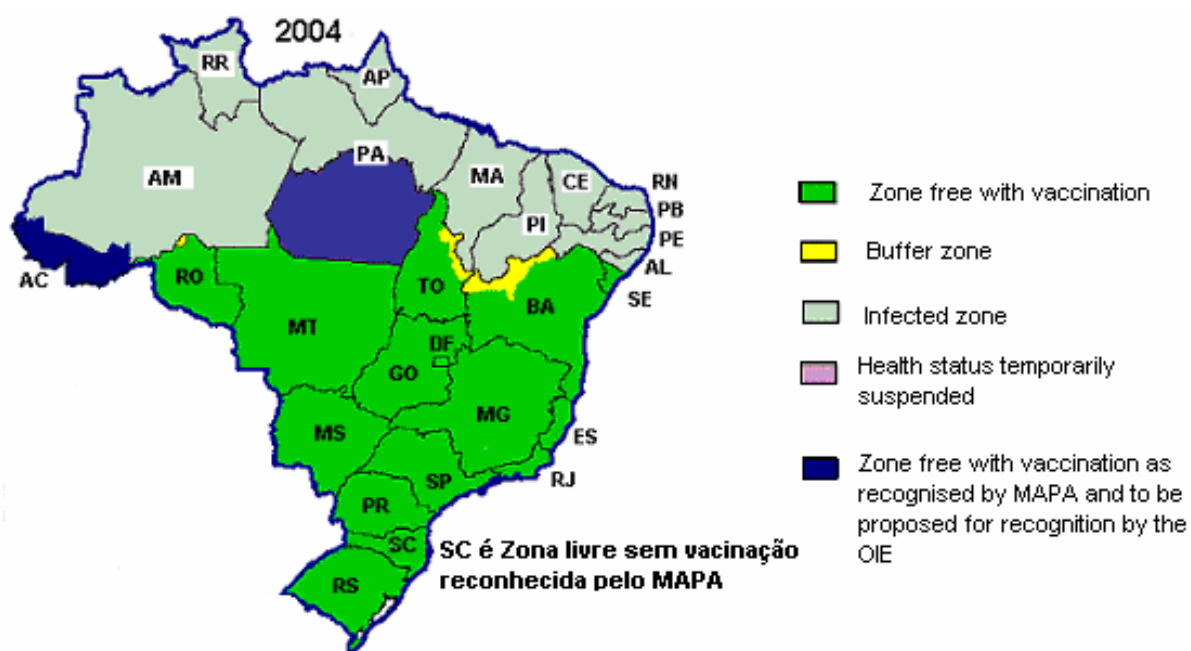 2004
RR
AP
PA
AM
MA
CE
RN
PB
PI
PE
AL
AC
RO
TO
SE
BA
MT
DF
GO
MG
MS
ES
SP
RJ
PR
SC
RS
SC é Zona livre sem vacinação
reconhecida pelo MAPA
Zone free with vaccination
Buffer zone
Infected zone
Health status temporarily
suspended
Zone free with vaccination as
recognised by MAPA and to be
proposed for recognition by the
OIE